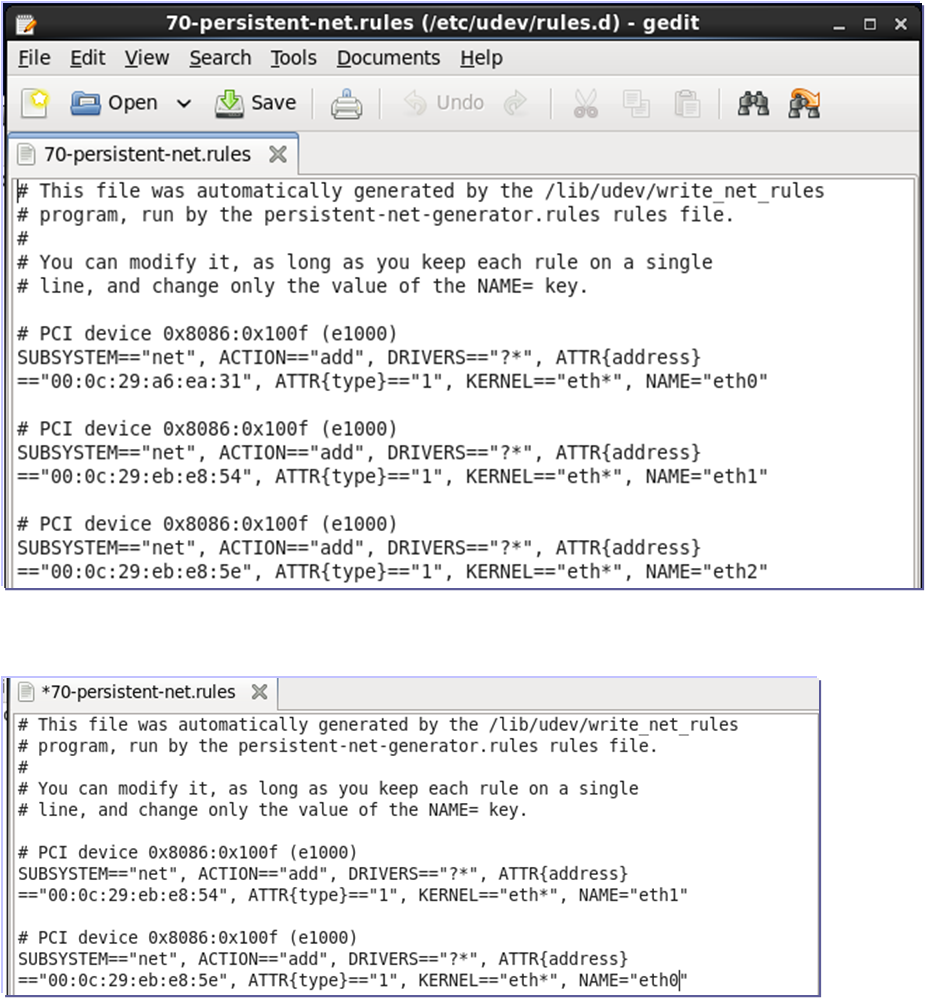 70-persistent-net.rules (/etc/udev/rules.d) - gedit
File Edit View Search Tools Documents Help
Open Save Undo
70-persistent-net.rules
# This file was automatically generated by the /lib/udev/write_net_rules
# program, run by the persistent-net-generator.rules rules file.
#
# You can modify it, as long as you keep each rule on a single
# line, and change only the value of the NAME= key.
# PCI device 0x8086:0x100f (e1000)
SUBSYSTEM=="net", ACTION=="add", DRIVERS=="?*", ATTR{address}
=="00:0c:29:a6:ea:31", ATTR{type}=="1", KERNEL=="eth*", NAME="eth0"
# PCI device 0x8086:0x100f (e1000)
SUBSYSTEM=="net", ACTION=="add", DRIVERS=="?*", ATTR{address}
=="00:0c:29:eb:e8:54", ATTR{type}=="1", KERNEL=="eth*", NAME="eth1"
# PCI device 0x8086:0x100f (e1000)
SUBSYSTEM=="net", ACTION=="add", DRIVERS=="?*", ATTR{address}
=="00:0c:29:eb:e8:5e", ATTR{type}=="1", KERNEL=="eth*", NAME="eth2"
*70-persistent-net.rules
# This file was automatically generated by the /lib/udev/write_net_rules
# program, run by the persistent-net-generator.rules rules file.
#
# You can modify it, as long as you keep each rule on a single
# line, and change only the value of the NAME= key.
# PCI device 0x8086:0x100f (e1000)
SUBSYSTEM=="net", ACTION=="add", DRIVERS=="?*", ATTR{address}
=="00:0c:29:eb:e8:54", ATTR{type}=="1", KERNEL=="eth*", NAME="eth1"
# PCI device 0x8086:0x100f (e1000)
SUBSYSTEM=="net", ACTION=="add", DRIVERS=="?*", ATTR{address}
=="00:0c:29:eb:e8:5e", ATTR{type}=="1", KERNEL=="eth*", NAME="eth0"